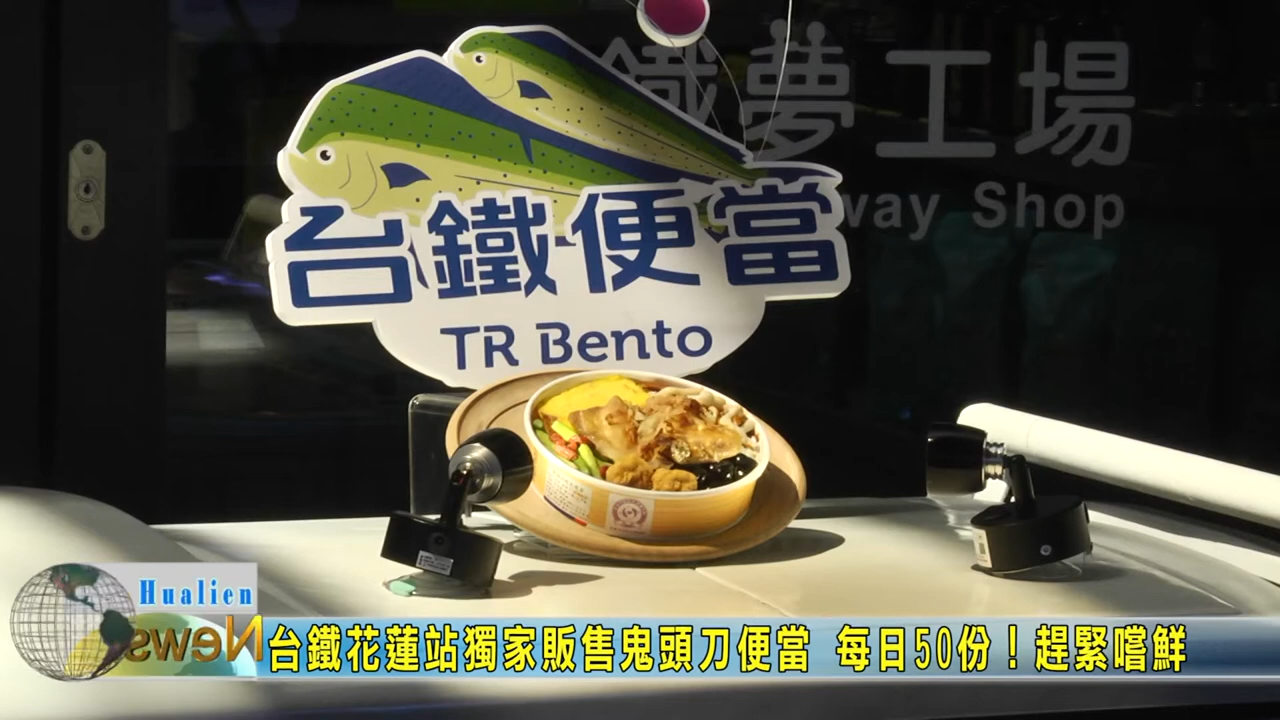 鐵夢工場
way Shop
台鐵便當
TR Bento
Hualien
News
台鐵花蓮站獨家販售鬼頭刀便當 每日50份！趕緊嚐鮮